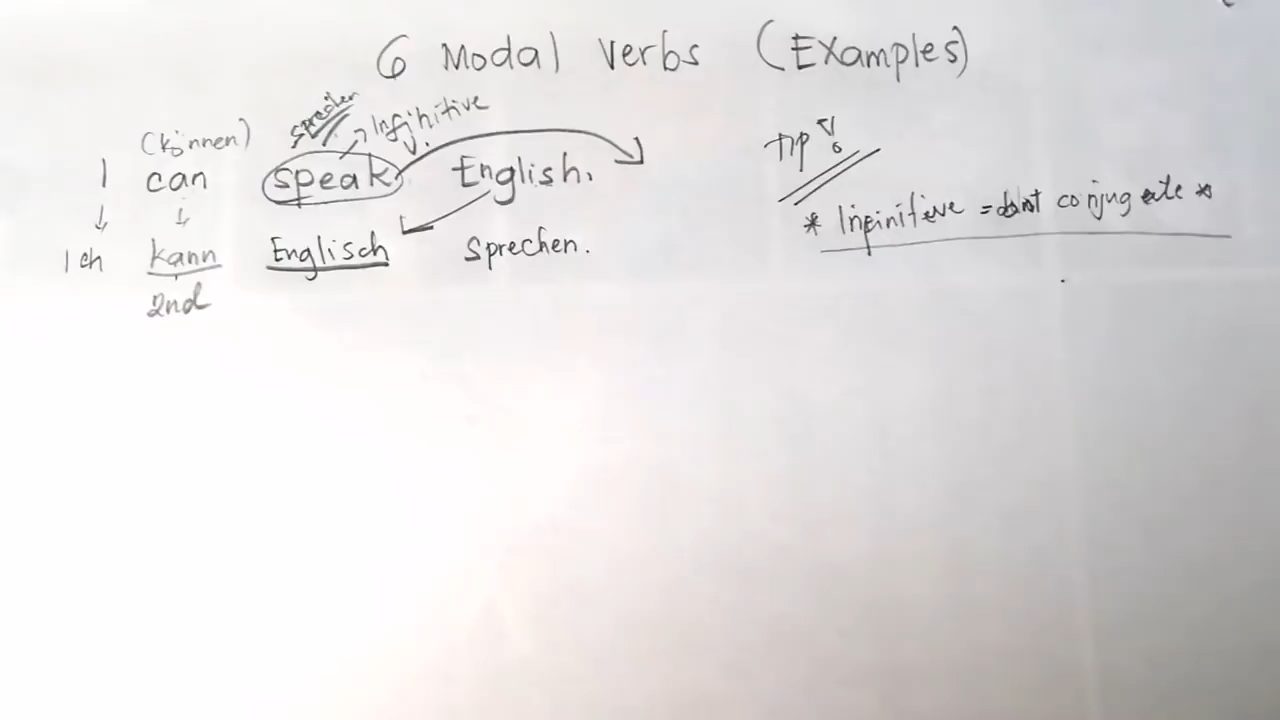 6 Modal Verbs (Examples)
sprechen
Infinitive
(können)
I can speak English.
Ich kann Englisch sprechen.
2nd
TIP!
* Infinitive = don't conjugate *